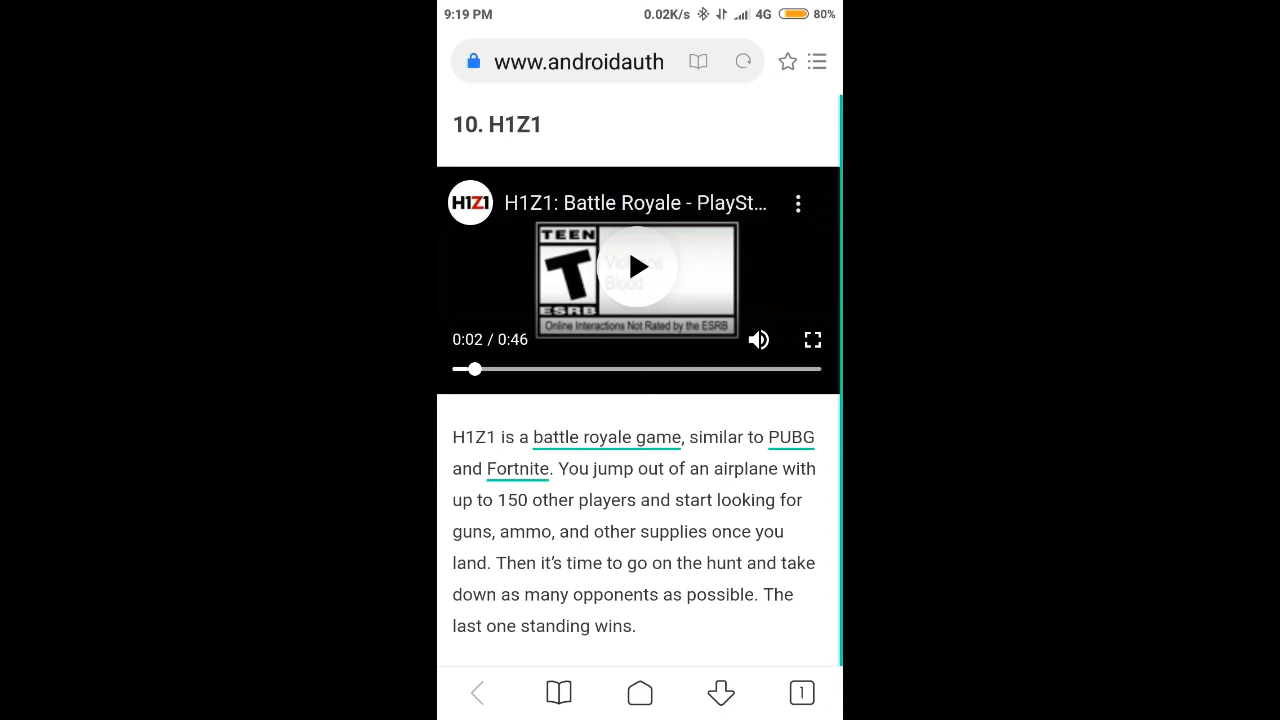 9:19 PM 0.02K/s 4G 80%
www.androidauth
10. H1Z1
H1Z1 H1Z1: Battle Royale - PlaySt...
TEEN
T
Violence
Blood
ESRB
Online Interactions Not Rated by the ESRB
0:02 / 0:46
H1Z1 is a battle royale game, similar to PUBG
and Fortnite. You jump out of an airplane with
up to 150 other players and start looking for
guns, ammo, and other supplies once you
land. Then it’s time to go on the hunt and take
down as many opponents as possible. The
last one standing wins.
1